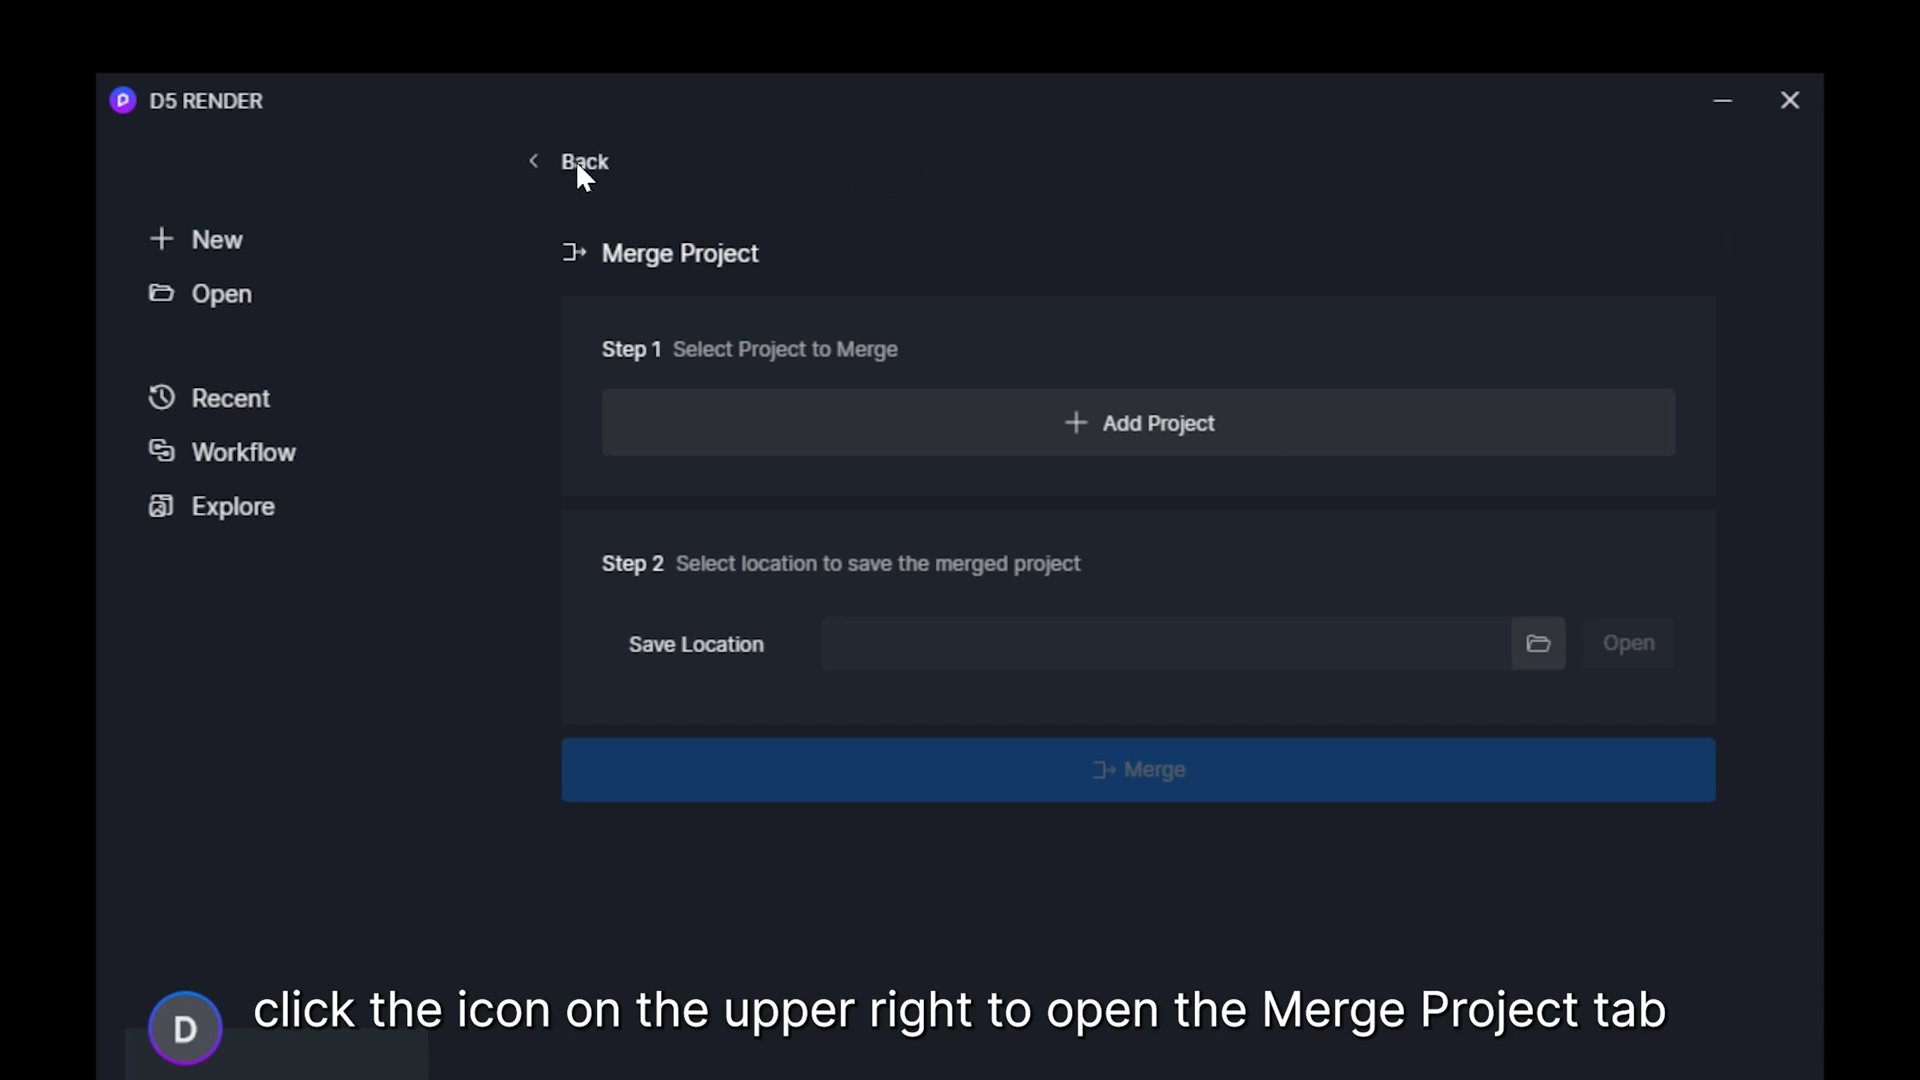 D5 RENDER
Back
New
Open
Recent
Workflow
Explore
Merge Project
Step 1 Select Project to Merge
Add Project
Step 2 Select location to save the merged project
Save Location
Open
Merge
D
click the icon on the upper right to open the Merge Project tab